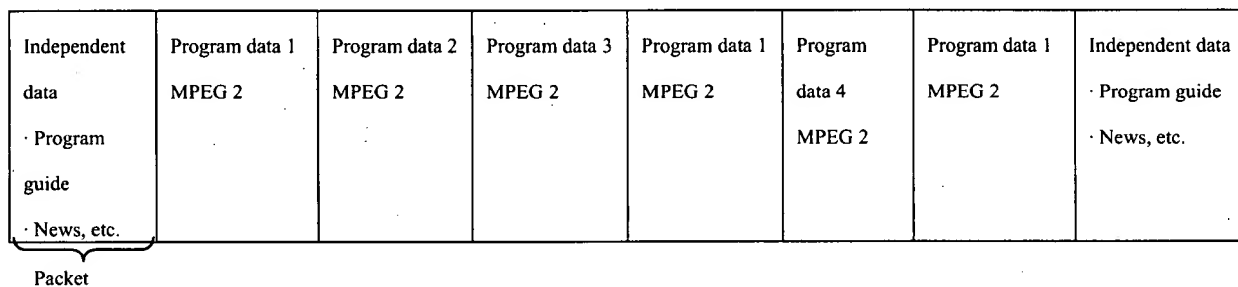 Independent
data
· Program
guide
· News, etc.
Program data 1
MPEG 2
Program data 2
MPEG 2
Program data 3
MPEG 2
Program data 1
MPEG 2
Program
data 4
MPEG 2
Program data 1
MPEG 2
Independent data
· Program guide
· News, etc.
Packet